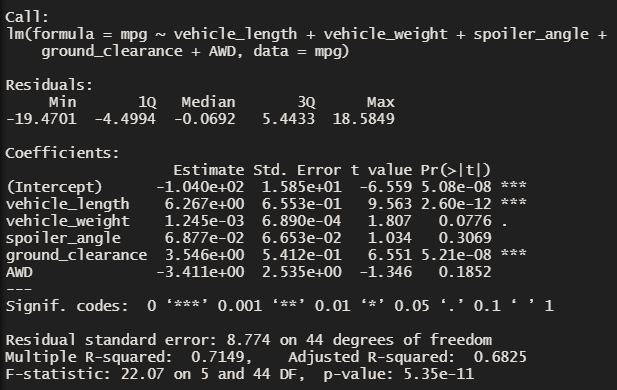 Call:
lm(formula = mpg ~ vehicle_length + vehicle_weight + spoiler_angle +
    ground_clearance + AWD, data = mpg)

Residuals:
     Min       1Q   Median       3Q      Max
-19.4701  -4.4994  -0.0692   5.4433  18.5849

Coefficients:
                   Estimate Std. Error t value Pr(>|t|)
(Intercept)      -1.040e+02  1.585e+01  -6.559 5.08e-08 ***
vehicle_length    6.267e+00  6.553e-01   9.563 2.60e-12 ***
vehicle_weight    1.245e-03  6.890e-04   1.807   0.0776 .
spoiler_angle     6.877e-02  6.653e-02   1.034   0.3069
ground_clearance  3.546e+00  5.412e-01   6.551 5.21e-08 ***
AWD              -3.411e+00  2.535e+00  -1.346   0.1852
---
Signif. codes:  0 ‘***’ 0.001 ‘**’ 0.01 ‘*’ 0.05 ‘.’ 0.1 ‘ ’ 1

Residual standard error: 8.774 on 44 degrees of freedom
Multiple R-squared:  0.7149,    Adjusted R-squared:  0.6825
F-statistic: 22.07 on 5 and 44 DF,  p-value: 5.35e-11